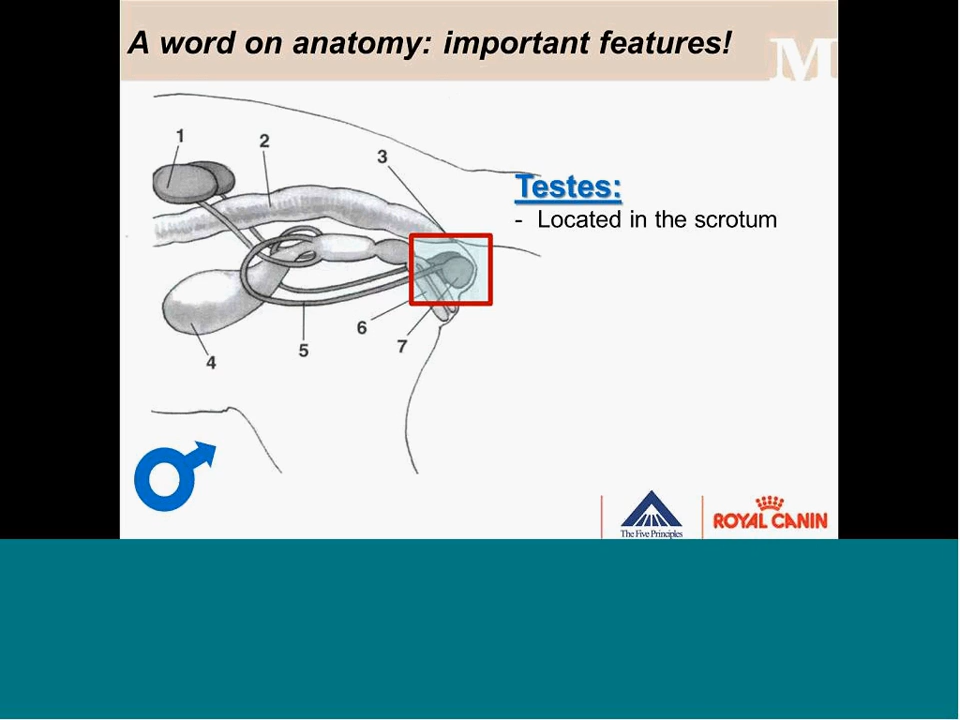 A word on anatomy: important features!
M
1
2
3
Testes:
- Located in the scrotum
6
7
5
4
The Five Principles
ROYAL CANIN